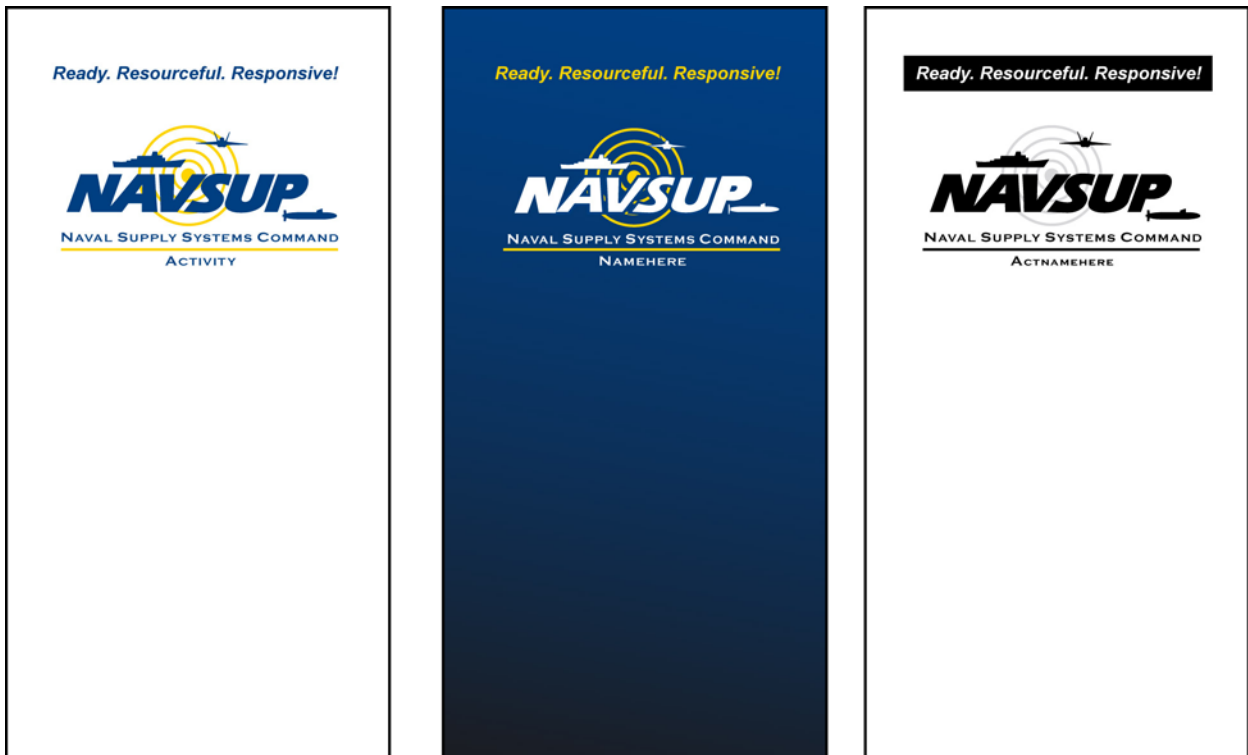 Ready. Resourceful. Responsive!
NAVSUP
NAVAL SUPPLY SYSTEMS COMMAND
ACTIVITY
Ready. Resourceful. Responsive!
NAVSUP
NAVAL SUPPLY SYSTEMS COMMAND
NAMEHERE
Ready. Resourceful. Responsive!
NAVSUP
NAVAL SUPPLY SYSTEMS COMMAND
ACTNAMEHERE